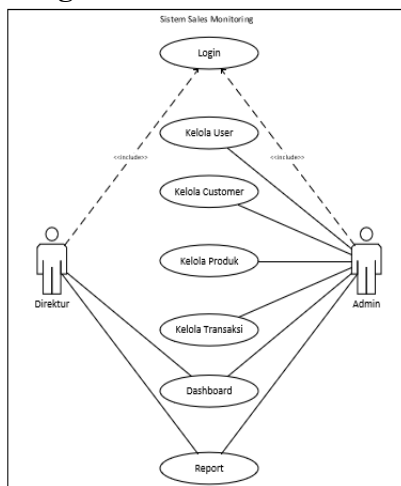 Sistem Sales Monitoring
Login
<<include>>
<<include>>
Kelola User
Kelola Customer
Kelola Produk
Direktur
Admin
Kelola Transaksi
Dashboard
Report